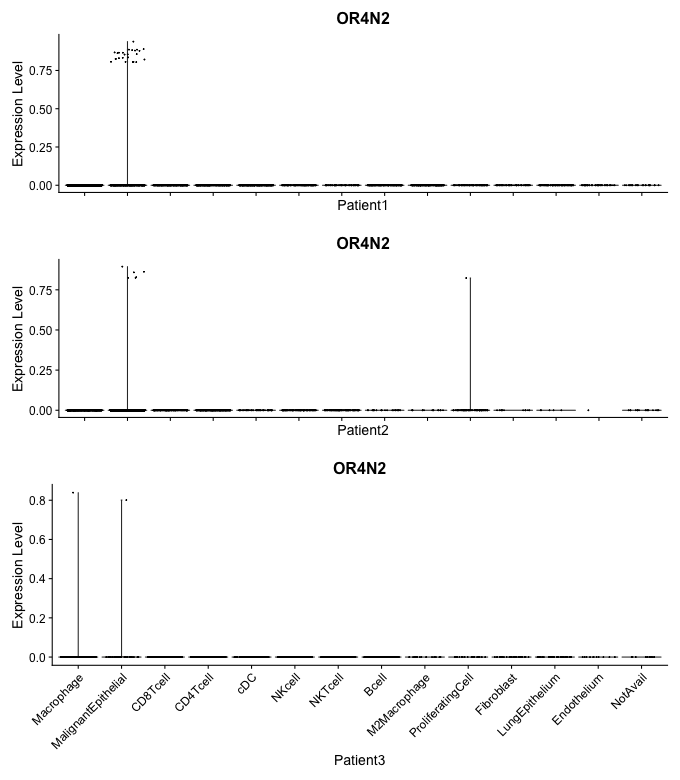 OR4N2
Expression Level
0.75
0.50
0.25
0.00
Patient1
OR4N2
Expression Level
0.75
0.50
0.25
0.00
Patient2
OR4N2
Expression Level
0.8
0.6
0.4
0.2
0.0
Macrophage
MalignantEpithelial
CD8Tcell
CD4Tcell
cDC
NKcell
NKTcell
Bcell
M2Macrophage
ProliferatingCell
Fibroblast
LungEpithelium
Endothelium
NotAvail
Patient3